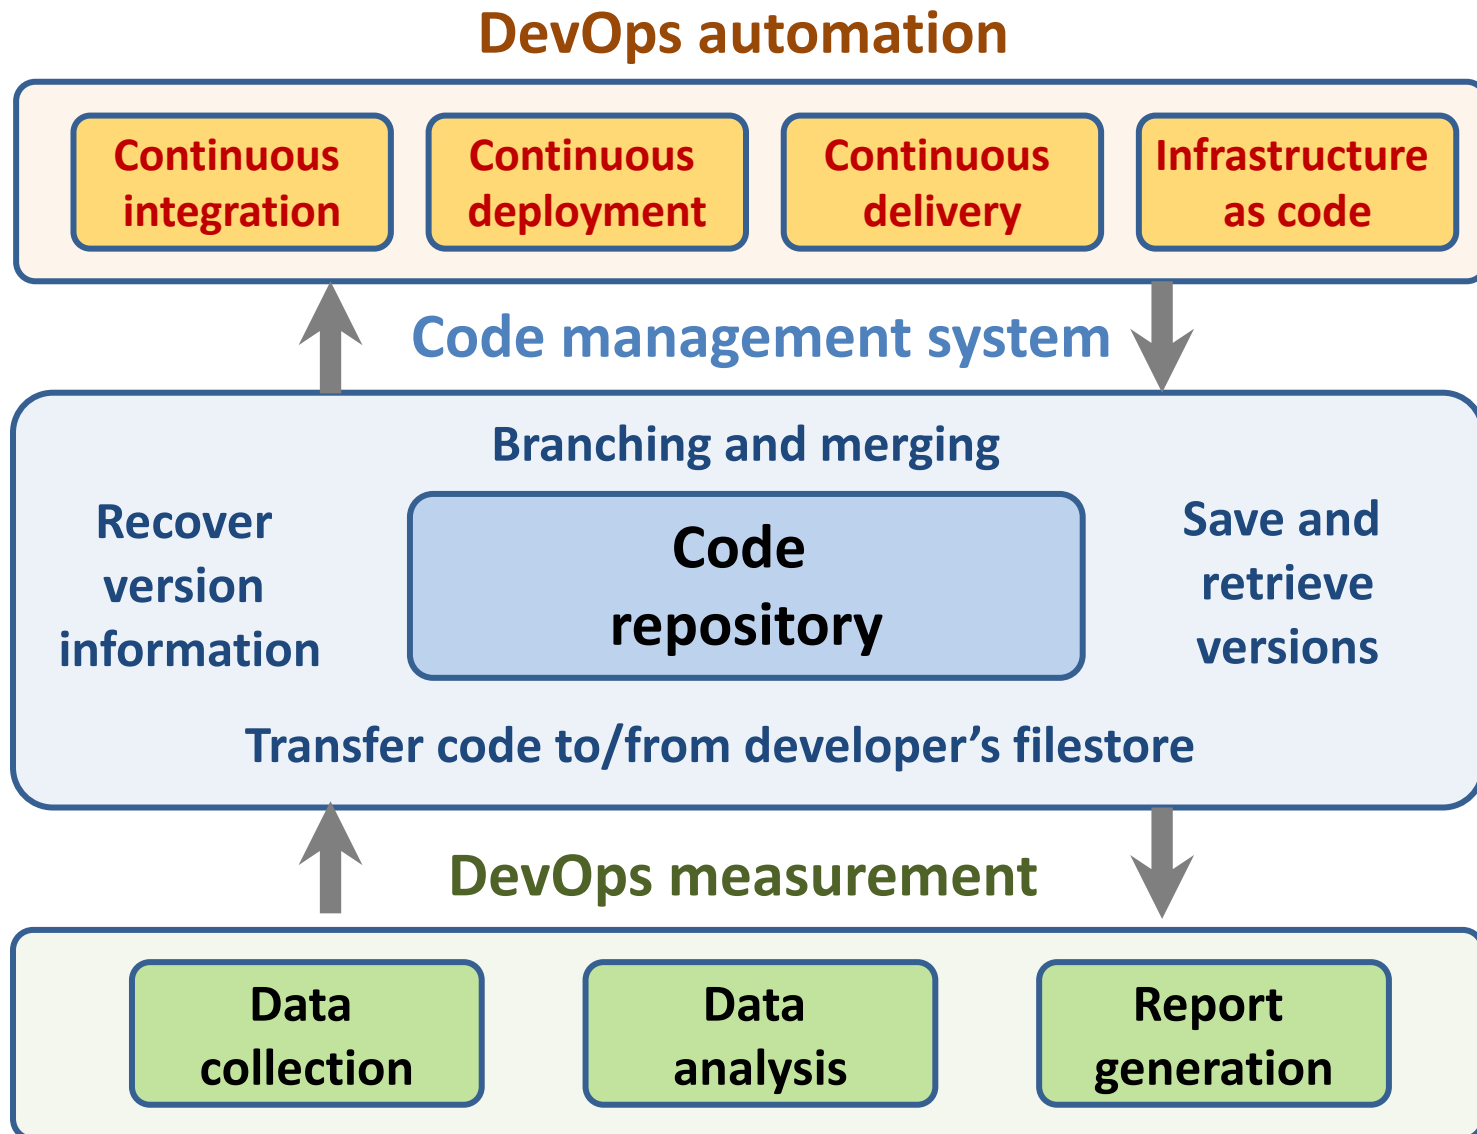 DevOps automation
Continuous
integration
Continuous
deployment
Continuous
delivery
Infrastructure
as code
Code management system
Branching and merging
Recover
version
information
Code
repository
Save and
retrieve
versions
Transfer code to/from developer’s filestore
DevOps measurement
Data
collection
Data
analysis
Report
generation